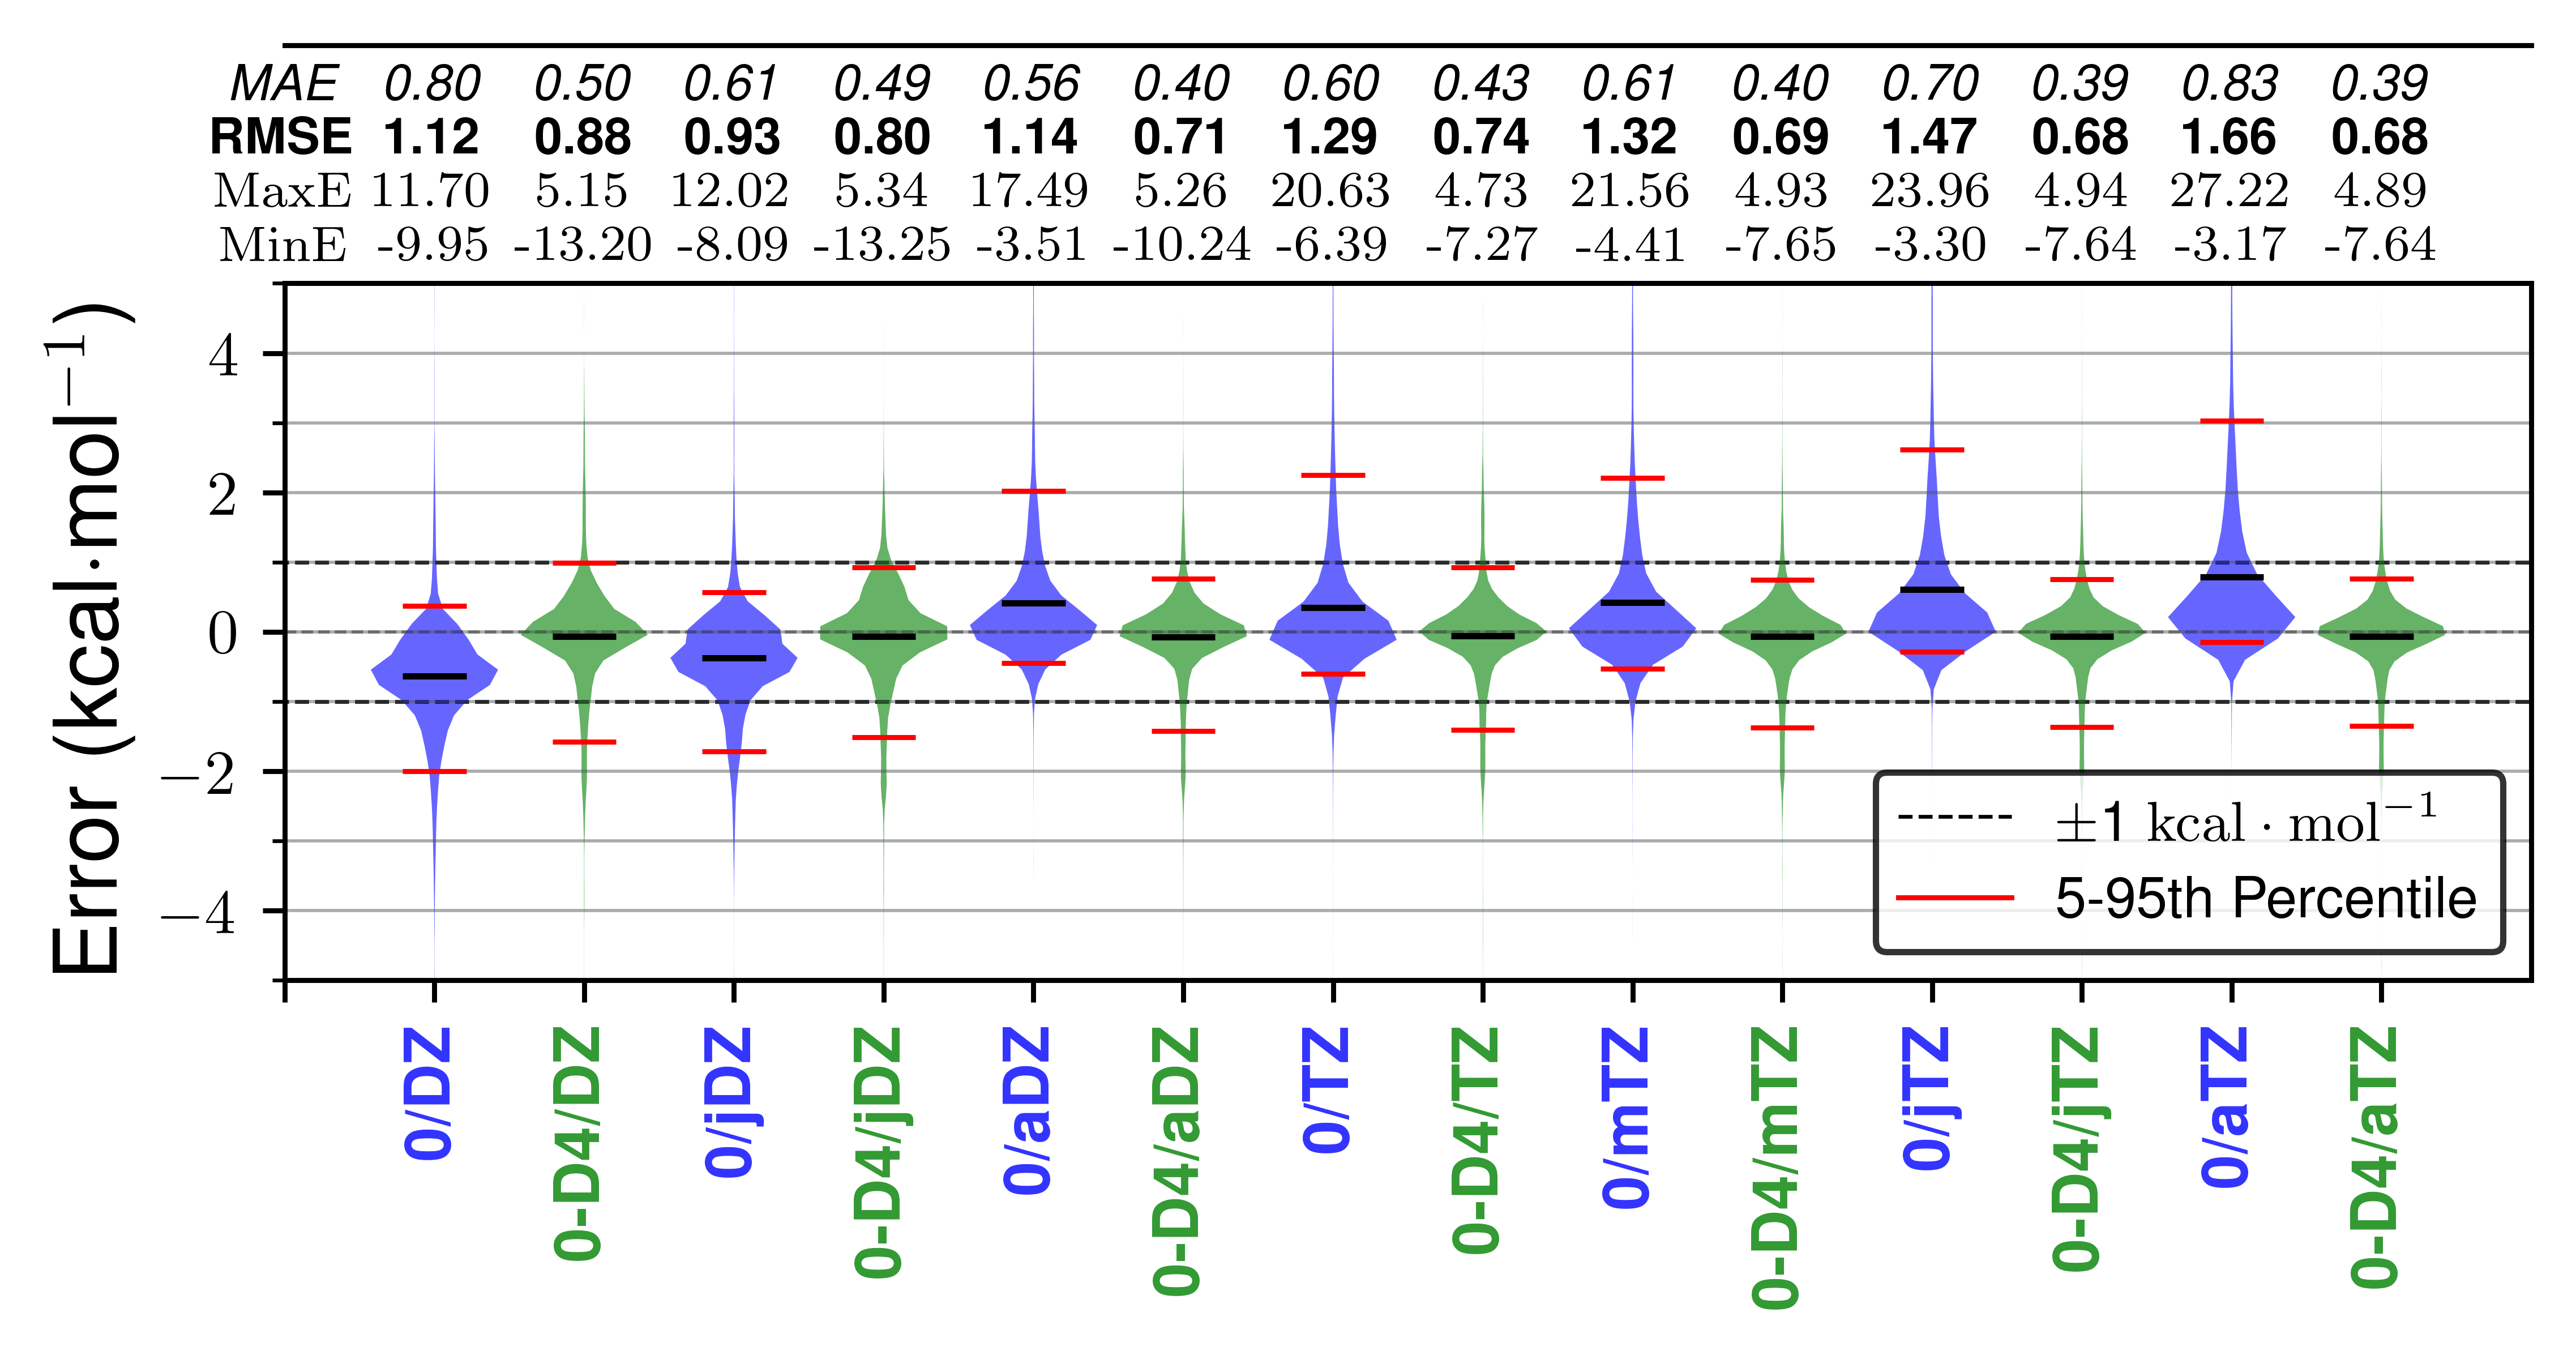 MAE 0.80 0.50 0.61 0.49 0.56 0.40 0.60 0.43 0.61 0.40 0.70 0.39 0.83 0.39
RMSE 1.12 0.88 0.93 0.80 1.14 0.71 1.29 0.74 1.32 0.69 1.47 0.68 1.66 0.68
MaxE 11.70 5.15 12.02 5.34 17.49 5.26 20.63 4.73 21.56 4.93 23.96 4.94 27.22 4.89
MinE -9.95 -13.20 -8.09 -13.25 -3.51 -10.24 -6.39 -7.27 -4.41 -7.65 -3.30 -7.64 -3.17 -7.64
Error (kcal·mol⁻¹)
4
2
0
−2
−4
±1 kcal · mol⁻¹
5-95th Percentile
0/DZ
0-D4/DZ
0/jDZ
0-D4/jDZ
0/aDZ
0-D4/aDZ
0/TZ
0-D4/TZ
0/mTZ
0-D4/mTZ
0/jTZ
0-D4/jTZ
0/aTZ
0-D4/aTZ